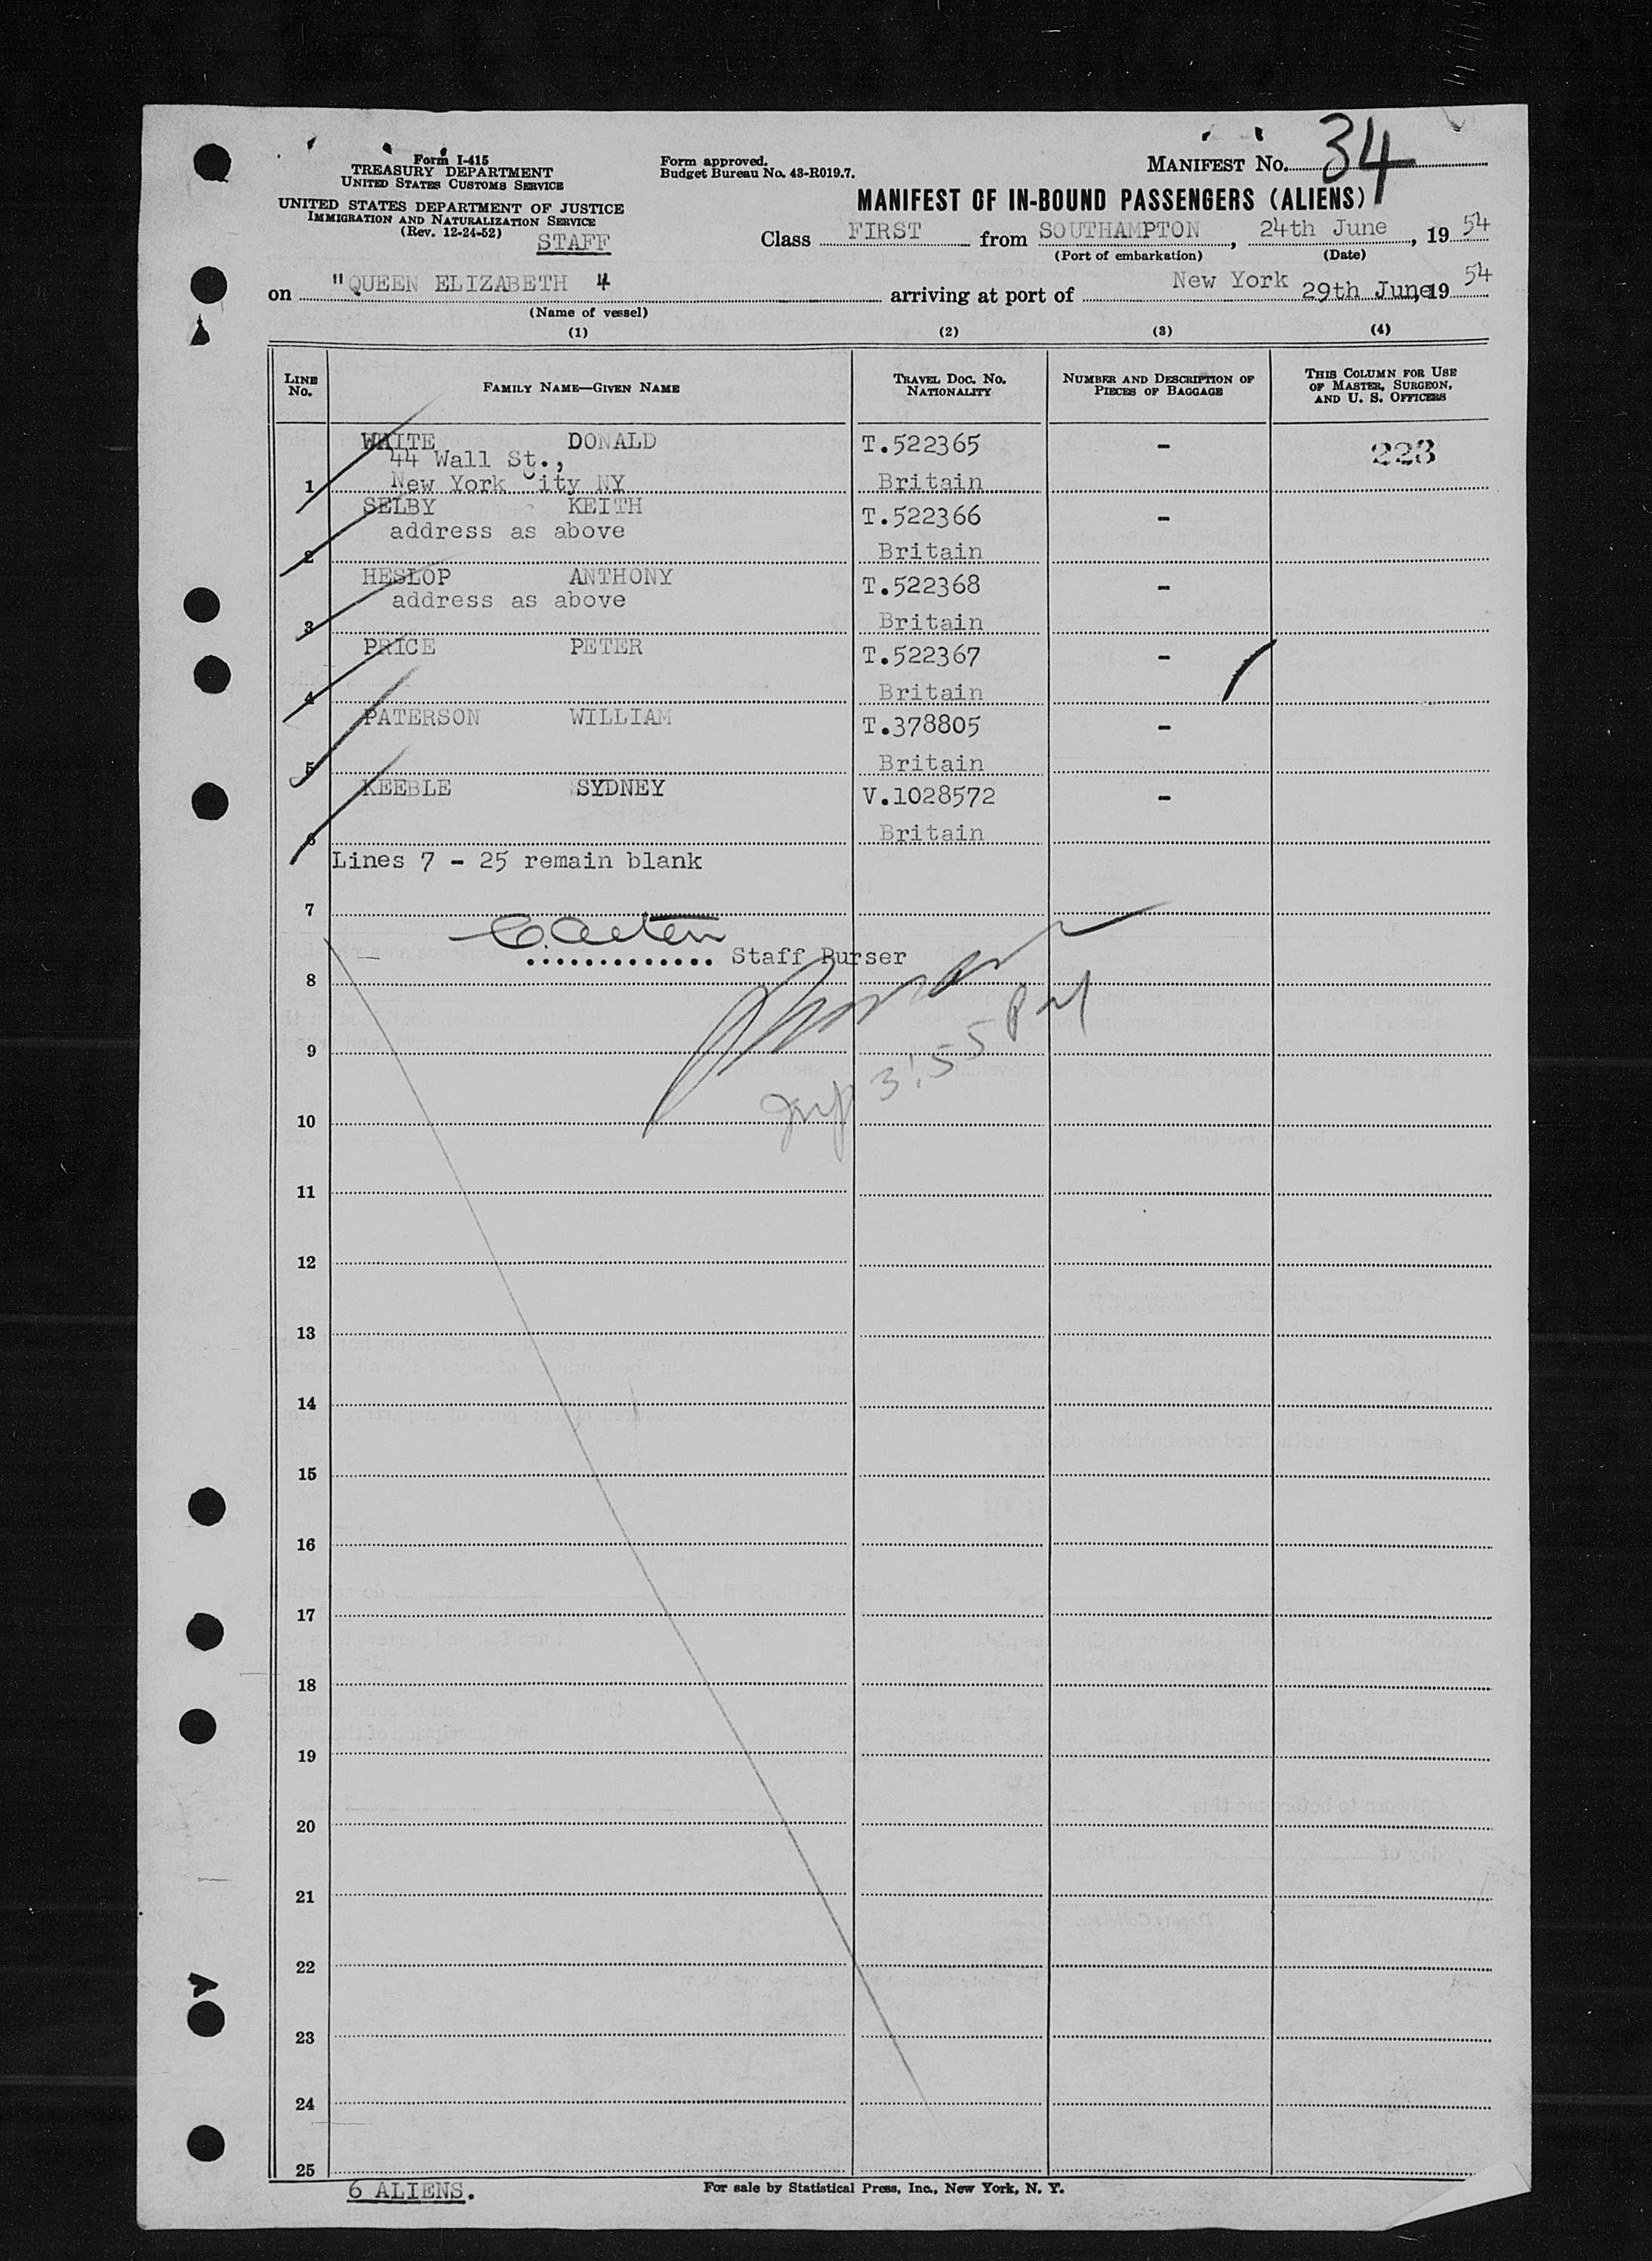 MANIFEST NO. 34
Form I-415
TREASURY DEPARTMENT
UNITED STATES CUSTOMS SERVICE
UNITED STATES DEPARTMENT OF JUSTICE
IMMIGRATION AND NATURALIZATION SERVICE
(Rev. 12-24-52)
STAFF
Form approved.
Budget Bureau No. 43-R019.7.
MANIFEST OF IN-BOUND PASSENGERS (ALIENS)
Class FIRST from SOUTHAMPTON, 24th June, 1954
(Port of embarkation) (Date)
on "QUEEN ELIZABETH 4 arriving at port of New York 29th June, 1954
(Name of vessel)
(1) (2) (3) (4)
LINE NO. FAMILY NAME—GIVEN NAME TRAVEL DOC. NO. NATIONALITY NUMBER AND DESCRIPTION OF PIECES OF BAGGAGE THIS COLUMN FOR USE OF MASTER, SURGEON, AND U. S. OFFICERS
WAITE DONALD T.522365 - 223
44 Wall St.,
1 New York City NY Britain
SELBY KEITH T.522366 -
address as above
2 Britain
HESLOP ANTHONY T.522368 -
address as above
3 Britain
PRICE PETER T.522367 -
4 Britain
PATERSON WILLIAM T.378805 -
5 Britain
KEEBLE SYDNEY V.1028572 -
6 Britain
Lines 7 - 25 remain blank
7
............. Staff Purser
8
9
3:55 PM
10
11
12
13
14
15
16
17
18
19
20
21
22
23
24
25
6 ALIENS.
For sale by Statistical Press, Inc., New York, N. Y.